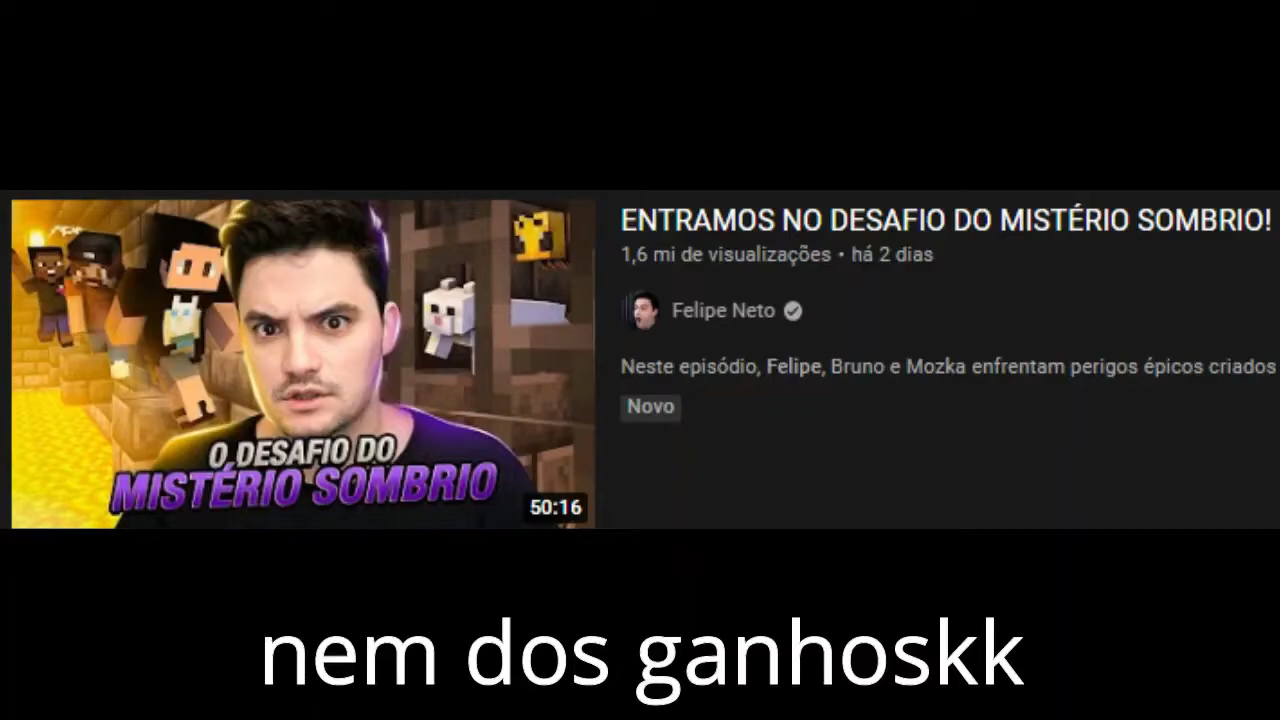 O DESAFIO DO
MISTÉRIO SOMBRIO
50:16
ENTRAMOS NO DESAFIO DO MISTÉRIO SOMBRIO!
1,6 mi de visualizações • há 2 dias
Felipe Neto
Neste episódio, Felipe, Bruno e Mozka enfrentam perigos épicos criados
Novo
nem dos ganhoskk